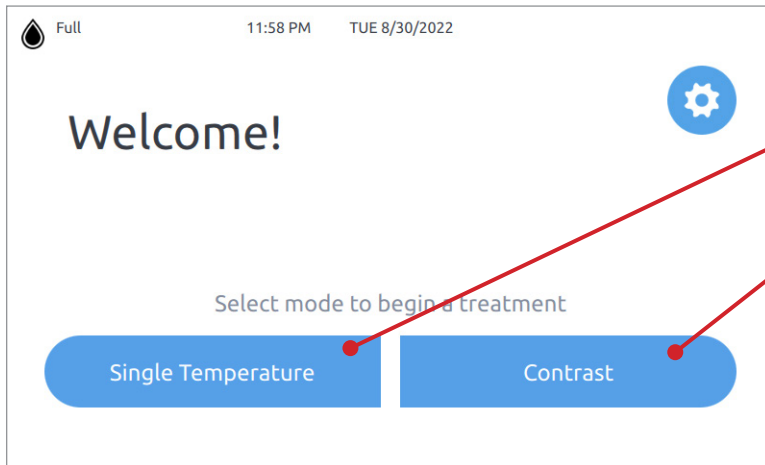 Full 11:58 PM TUE 8/30/2022
Welcome!
Select mode to begin a treatment
Single Temperature Contrast